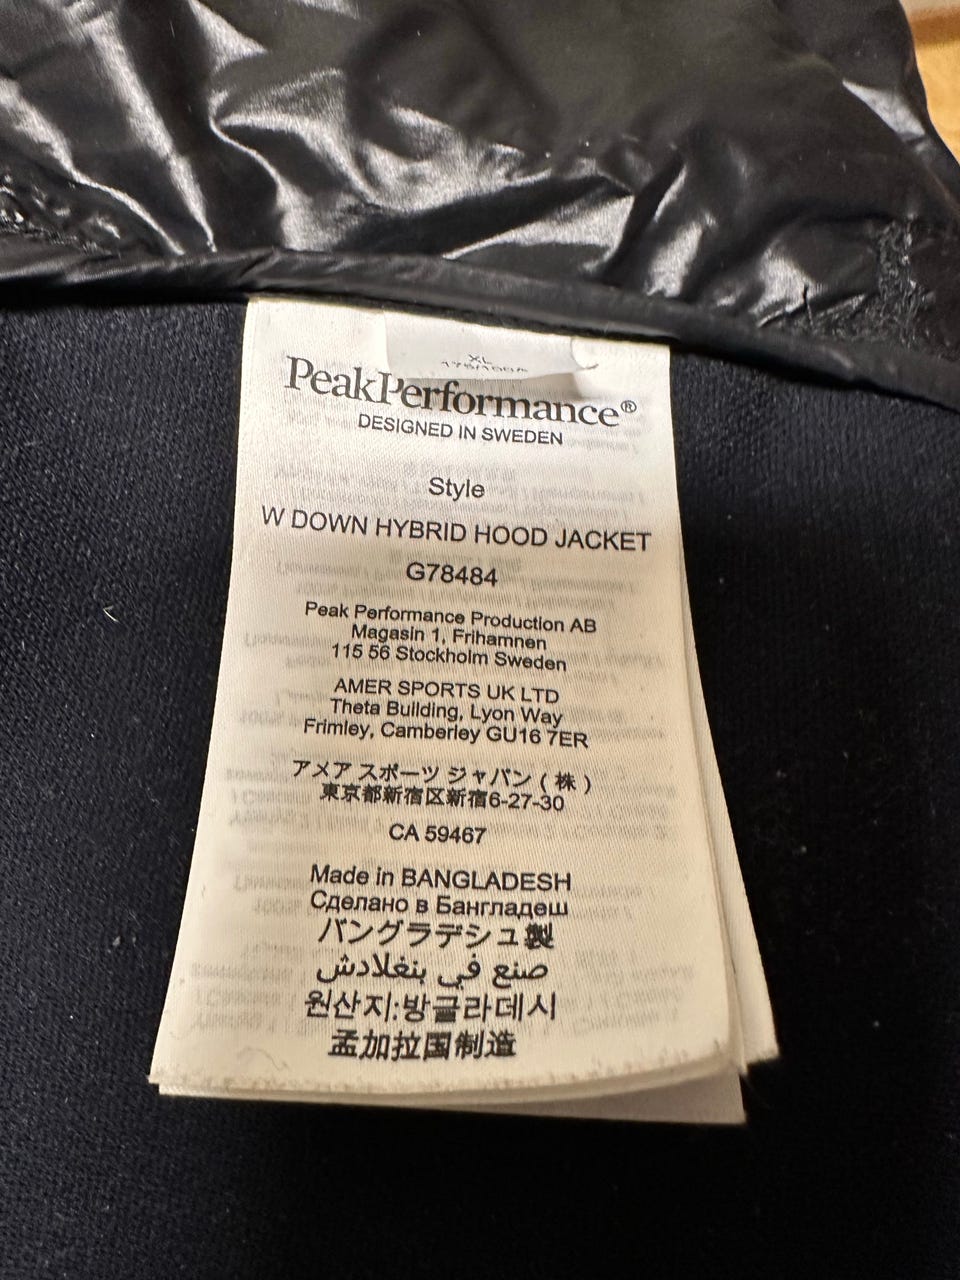 XL
PeakPerformance®
DESIGNED IN SWEDEN
Style
W DOWN HYBRID HOOD JACKET
G78484
Peak Performance Production AB
Magasin 1, Frihamnen
115 56 Stockholm Sweden
AMER SPORTS UK LTD
Theta Building, Lyon Way
Frimley, Camberley GU16 7ER
アメア スポーツ ジャパン ( 株 )
東京都新宿区新宿6-27-30
CA 59467
Made in BANGLADESH
Сделано в Бангладеш
バングラデシュ製
صنع في بنغلادش
원산지:방글라데시
孟加拉国制造